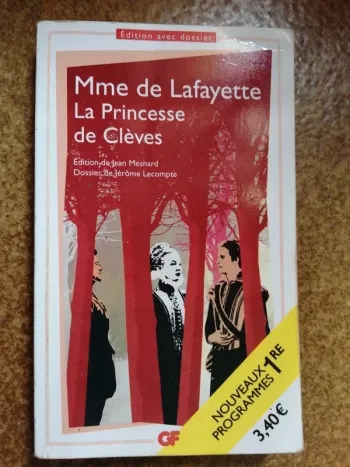 Édition avec dossier
Mme de Lafayette
La Princesse
de Clèves
Édition de Jean Mesnard
Dossier de Jérôme Lecompte
NOUVEAUX
PROGRAMMES 1RE
3,40 €
GF